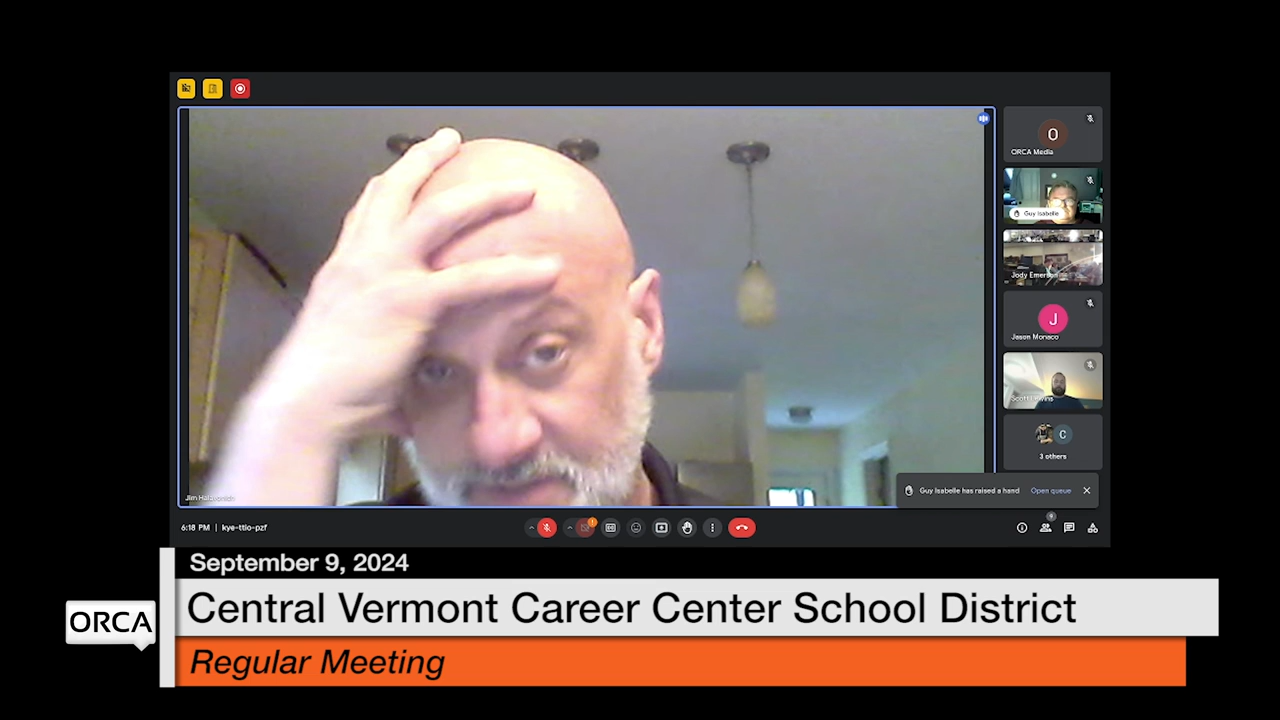 O
ORCA Media
Guy Isabelle
Jody Emerson
J
Jason Monaco
C
3 others
Guy Isabelle has raised a hand
Open queue
Jim
6:18 PM | kye-ttio-pzf
September 9, 2024
ORCA
Central Vermont Career Center School District
Regular Meeting